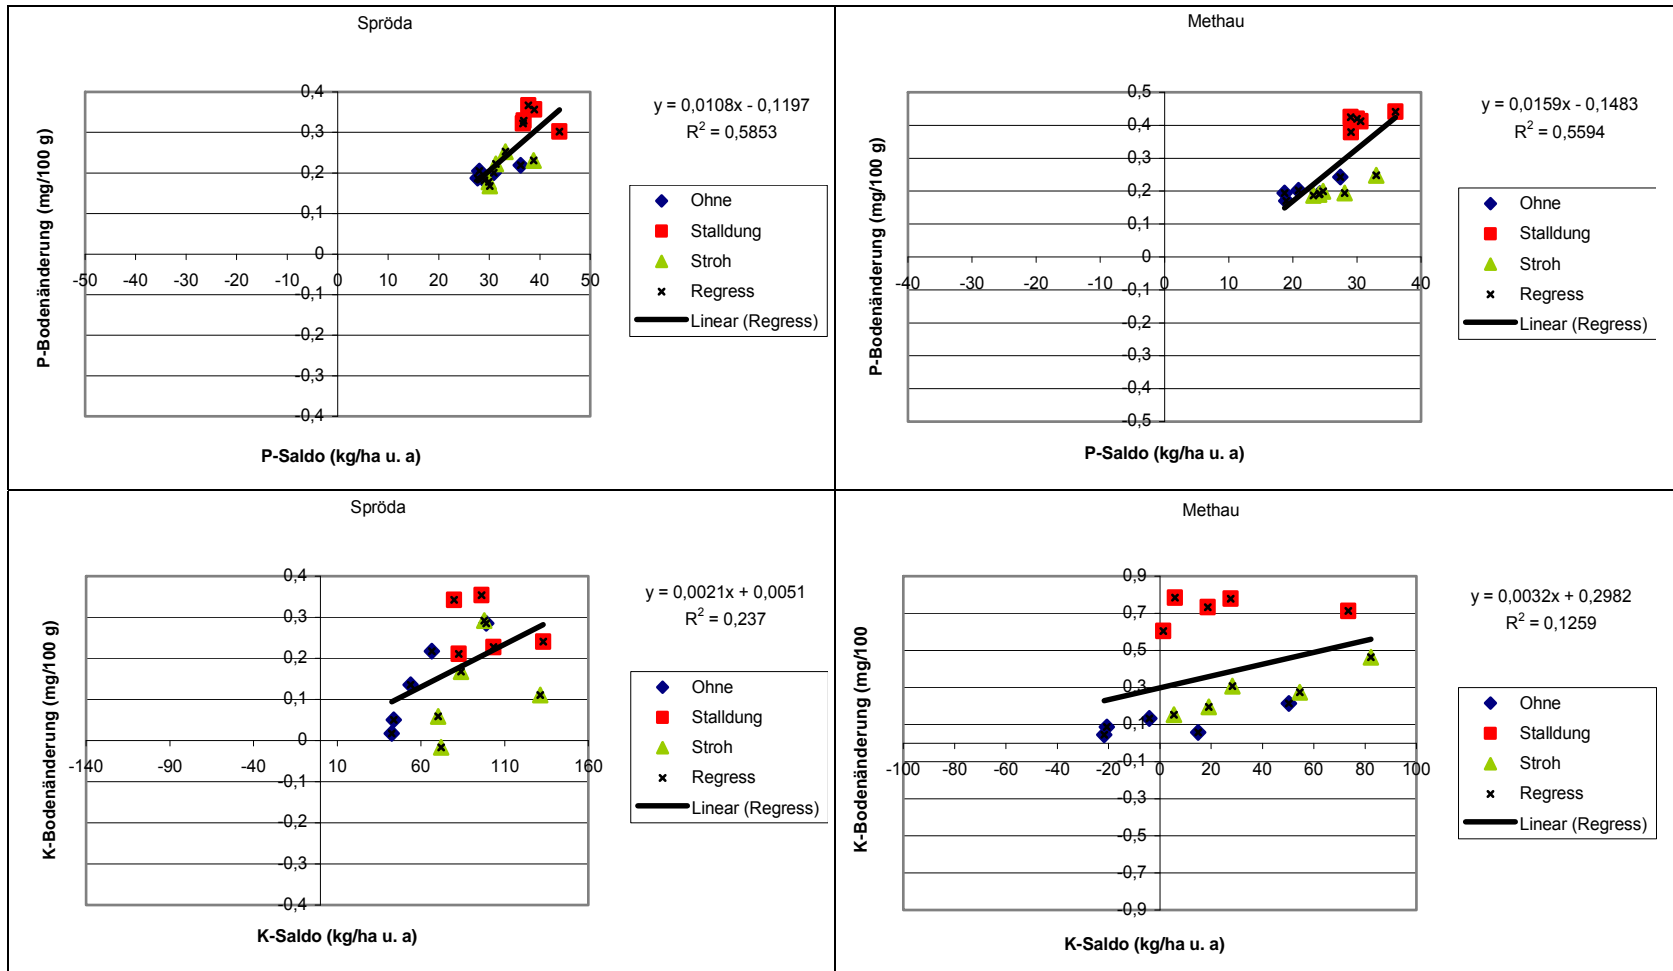 Spröda
0,4
0,3
0,2
0,1
0
-0,1
-0,2
-0,3
-0,4
-50 -40 -30 -20 -10 0 10 20 30 40 50
P-Bodenänderung (mg/100 g)
P-Saldo (kg/ha u. a)
y = 0,0108x - 0,1197
R² = 0,5853
Ohne
Stalldung
Stroh
Regress
Linear (Regress)
Methau
0,5
0,4
0,3
0,2
0,1
0
-0,1
-0,2
-0,3
-0,4
-0,5
-40 -30 -20 -10 0 10 20 30 40
P-Bodenänderung (mg/100 g)
P-Saldo (kg/ha u. a)
y = 0,0159x - 0,1483
R² = 0,5594
Ohne
Stalldung
Stroh
Regress
Linear (Regress)
Spröda
0,4
0,3
0,2
0,1
0
-0,1
-0,2
-0,3
-0,4
-140 -90 -40 10 60 110 160
K-Bodenänderung (mg/100 g)
K-Saldo (kg/ha u. a)
y = 0,0021x + 0,0051
R² = 0,237
Ohne
Stalldung
Stroh
Regress
Linear (Regress)
Methau
0,9
0,7
0,5
0,3
0,1
-0,1
-0,3
-0,5
-0,7
-0,9
-100 -80 -60 -40 -20 0 20 40 60 80 100
K-Bodenänderung (mg/100
K-Saldo (kg/ha u. a)
y = 0,0032x + 0,2982
R² = 0,1259
Ohne
Stalldung
Stroh
Regress
Linear (Regress)